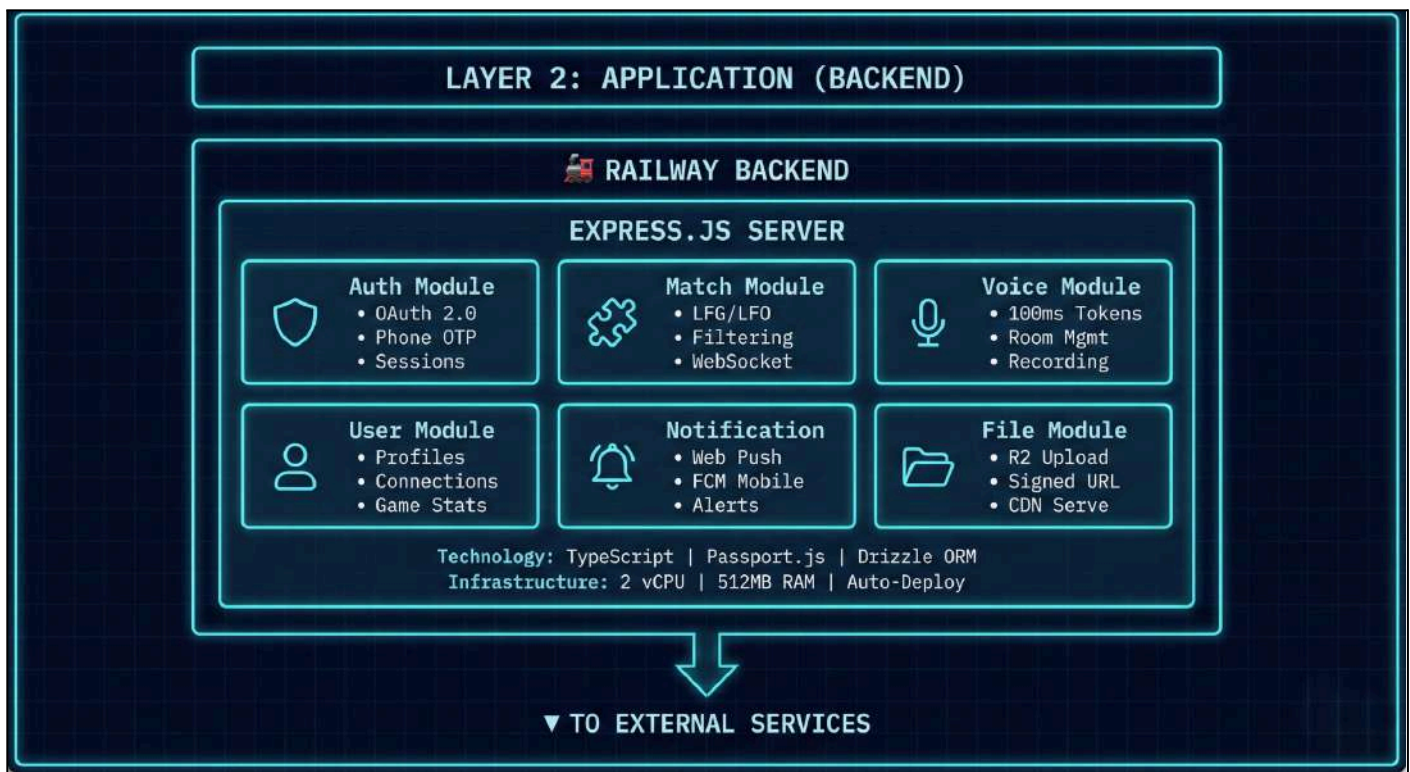 LAYER 2: APPLICATION (BACKEND)
🚂 RAILWAY BACKEND
EXPRESS.JS SERVER
Auth Module
• OAuth 2.0
• Phone OTP
• Sessions
Match Module
• LFG/LFO
• Filtering
• WebSocket
Voice Module
• 100ms Tokens
• Room Mgmt
• Recording
User Module
• Profiles
• Connections
• Game Stats
Notification
• Web Push
• FCM Mobile
• Alerts
File Module
• R2 Upload
• Signed URL
• CDN Serve
Technology: TypeScript | Passport.js | Drizzle ORM
Infrastructure: 2 vCPU | 512MB RAM | Auto-Deploy
▼ TO EXTERNAL SERVICES